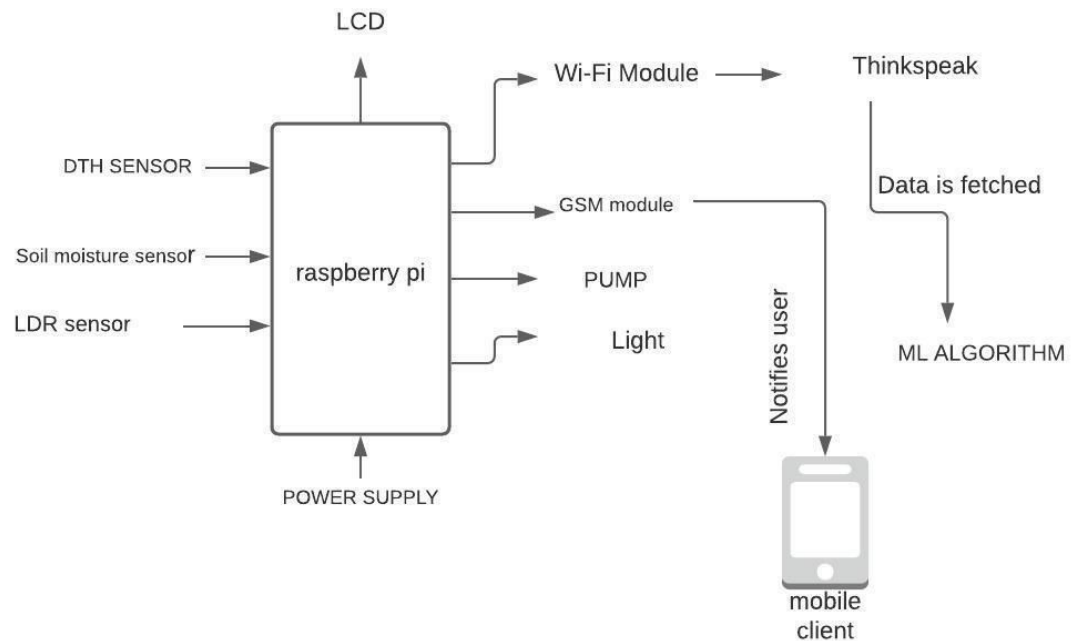 LCD
Wi-Fi Module
Thinkspeak
DTH SENSOR
Data is fetched
GSM module
Soil moisture sensor
raspberry pi
PUMP
LDR sensor
Light
Notifies user
ML ALGORITHM
POWER SUPPLY
mobile
client